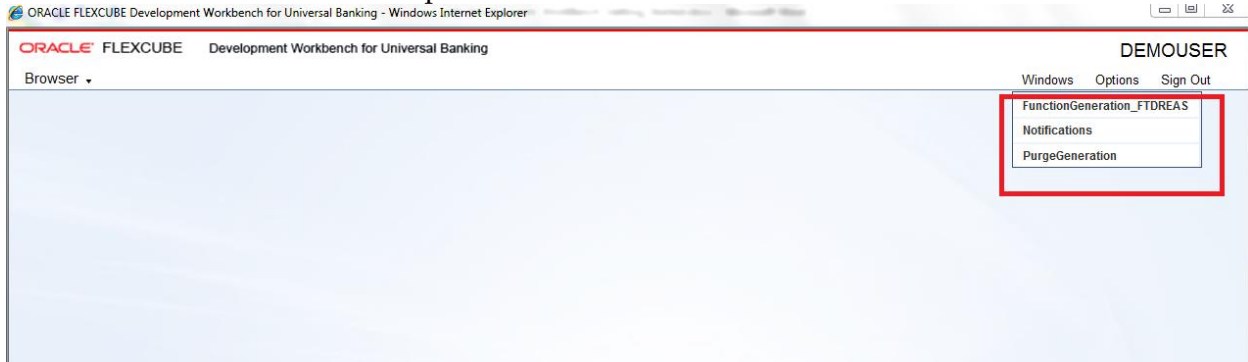 ORACLE FLEXCUBE Development Workbench for Universal Banking - Windows Internet Explorer
ORACLE FLEXCUBE Development Workbench for Universal Banking DEMOUSER
Browser Windows Options Sign Out
FunctionGeneration_FTDREAS
Notifications
PurgeGeneration